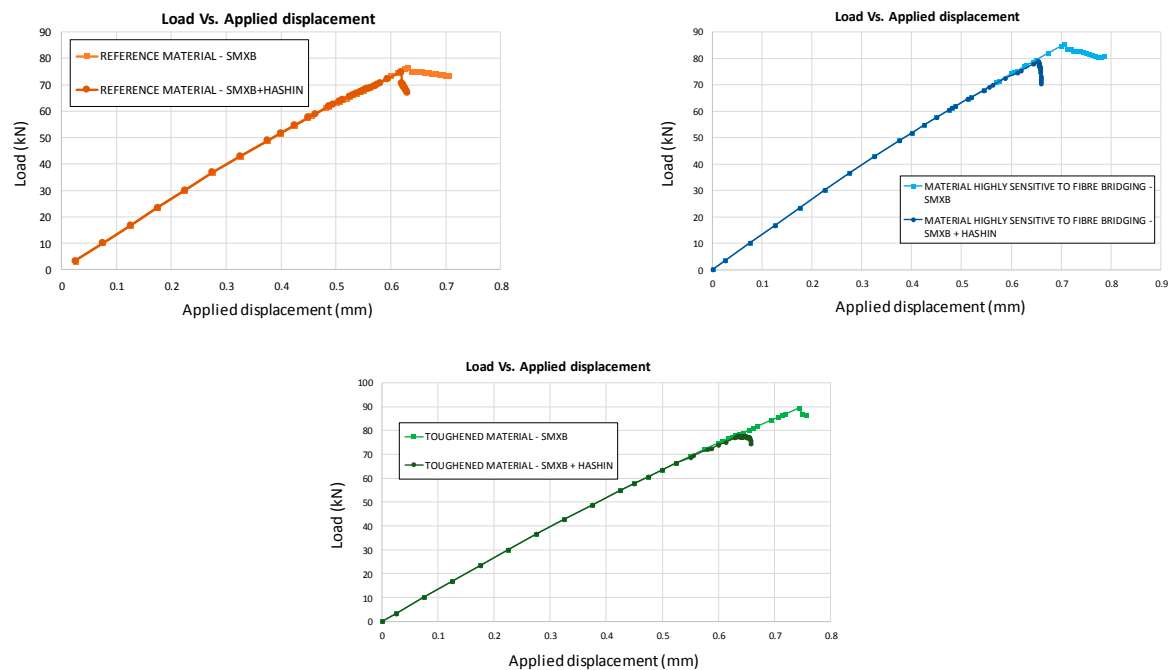 Load Vs. Applied displacement
90
80
70
60
50
40
30
20
10
0
Load (kN)
REFERENCE MATERIAL - SMXB
REFERENCE MATERIAL - SMXB+HASHIN
0 0.1 0.2 0.3 0.4 0.5 0.6 0.7 0.8
Applied displacement (mm)
Load Vs. Applied displacement
90
80
70
60
50
40
30
20
10
0
Load (kN)
MATERIAL HIGHLY SENSITIVE TO FIBRE BRIDGING -
SMXB
MATERIAL HIGHLY SENSITIVE TO FIBRE BRIDGING -
SMXB + HASHIN
0 0.1 0.2 0.3 0.4 0.5 0.6 0.7 0.8 0.9
Applied displacement (mm)
Load Vs. Applied displacement
100
90
80
70
60
50
40
30
20
10
0
Load (kN)
TOUGHENED MATERIAL - SMXB
TOUGHENED MATERIAL - SMXB + HASHIN
0 0.1 0.2 0.3 0.4 0.5 0.6 0.7 0.8
Applied displacement (mm)